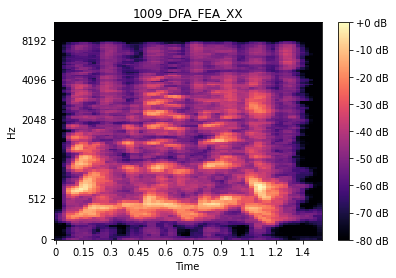 1009_DFA_FEA_XX
+0 dB
8192
-10 dB
4096
-20 dB
-30 dB
2048
Hz
-40 dB
1024
-50 dB
512
-60 dB
-70 dB
0
-80 dB
0 0.15 0.3 0.45 0.6 0.75 0.9 1.1 1.2 1.4
Time